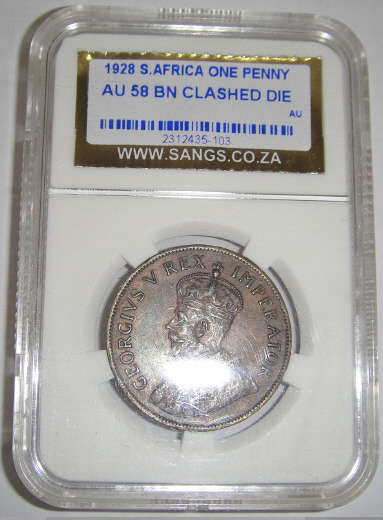 1928 S.AFRICA ONE PENNY
AU 58 BN CLASHED DIE
AU
2312435-103
WWW.SANGS.CO.ZA
GEORGIVS V REX IMPERATOR